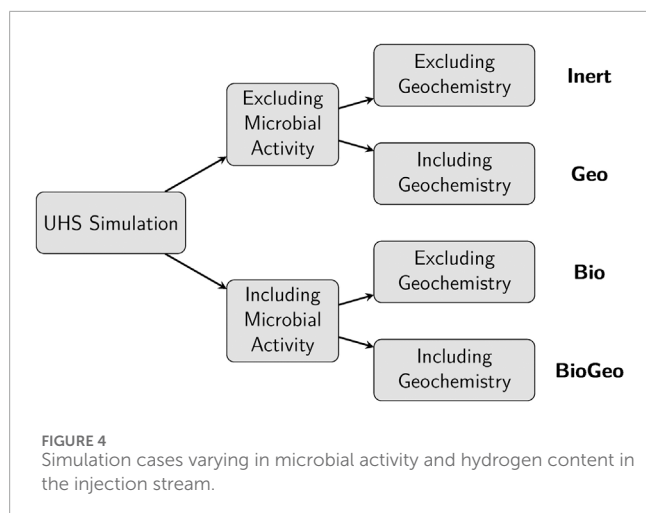 Excluding
Geochemistry
Inert
Excluding
Microbial
Activity
Including
Geochemistry
Geo
UHS Simulation
Excluding
Geochemistry
Bio
Including
Microbial
Activity
Including
Geochemistry
BioGeo
FIGURE 4
Simulation cases varying in microbial activity and hydrogen content in
the injection stream.